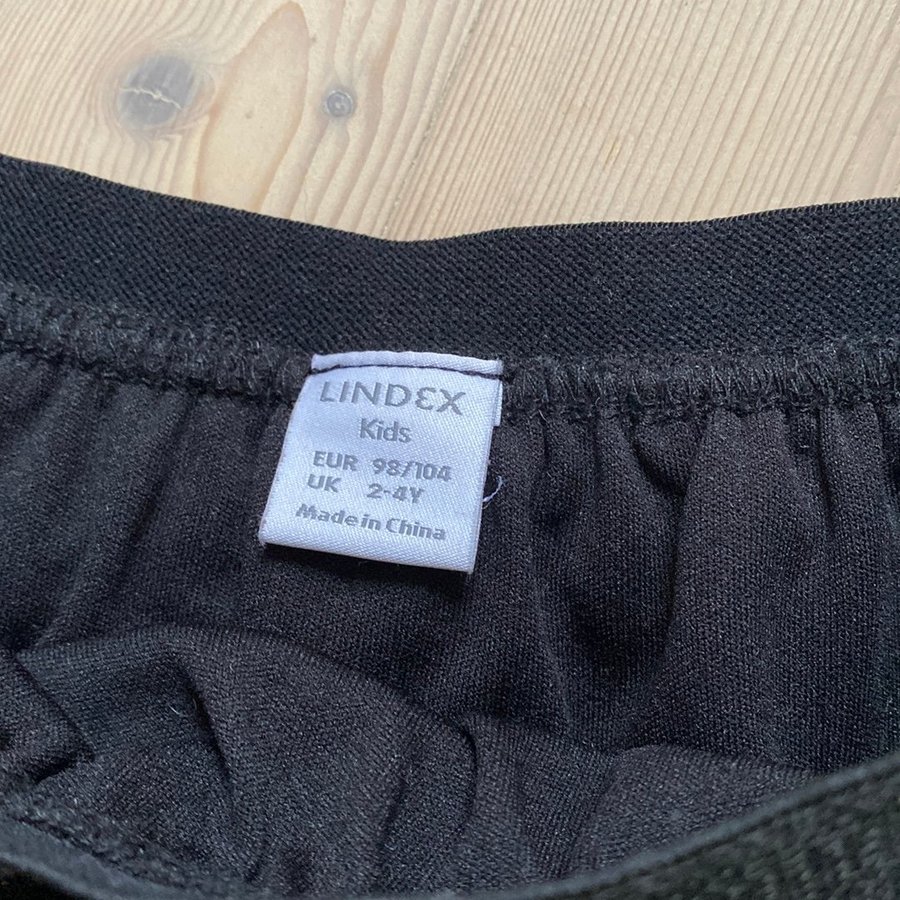 LINDEX
Kids
EUR 98/104
UK 2-4Y
Made in China